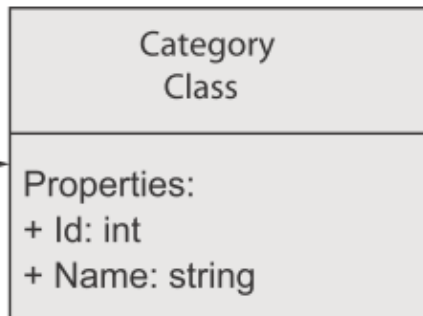 Category
Class
Properties:
+ Id: int
+ Name: string